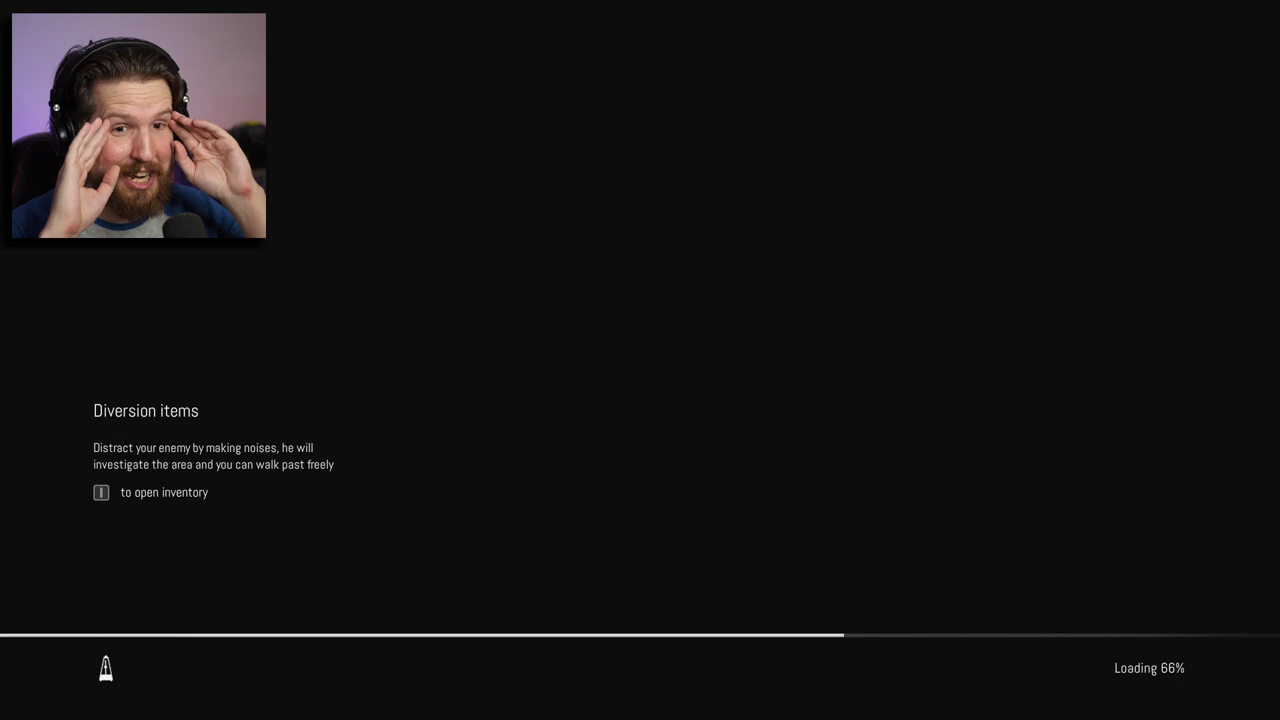 Diversion items
Distract your enemy by making noises, he will
investigate the area and you can walk past freely
I to open inventory
Loading 66%